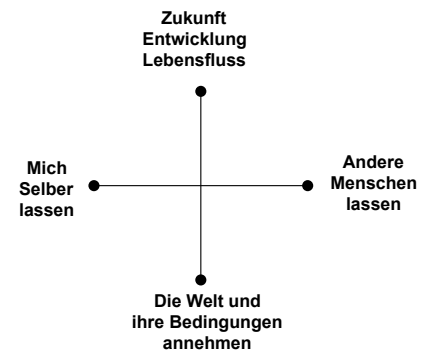 Zukunft
Entwicklung
Lebensfluss
Mich
Selber
lassen
Andere
Menschen
lassen
Die Welt und
ihre Bedingungen
annehmen